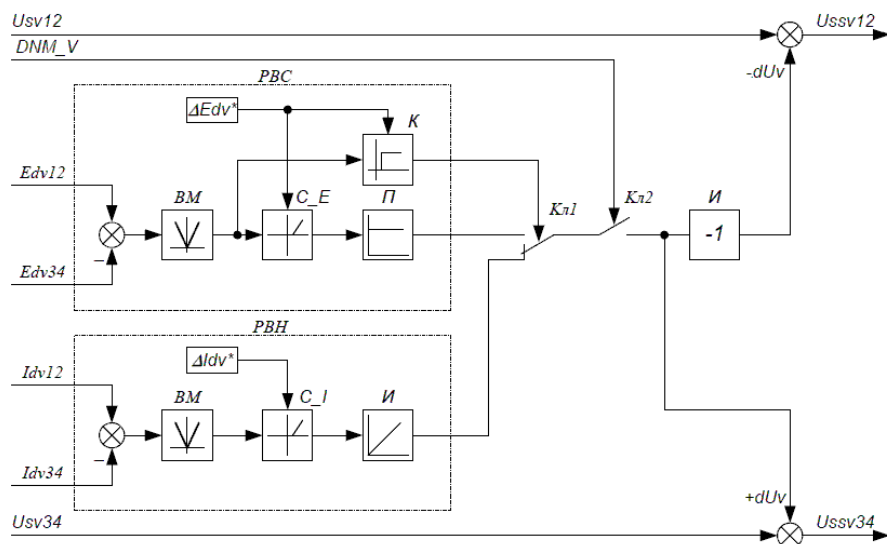 Usv12
Ussv12
DNM_V
-dUv
РВС
ΔEdv*
К
Edv12
ВМ
С_Е
П
Кл1
Кл2
И
-1
Edv34
РВН
ΔIdv*
Idv12
ВМ
С_I
И
Idv34
+dUv
Usv34
Ussv34